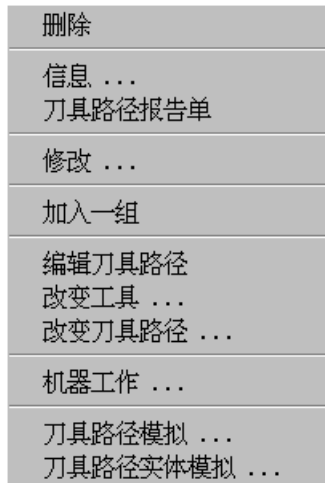 删除
信息 ...
刀具路径报告单
修改 ...
加入一组
编辑刀具路径
改变工具 ...
改变刀具路径 ...
机器工作 ...
刀具路径模拟 ...
刀具路径实体模拟 ...